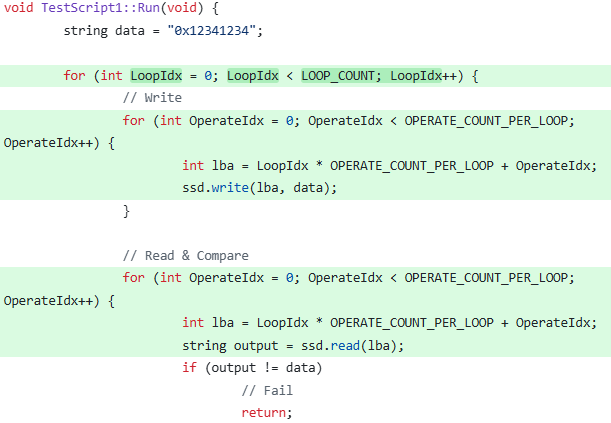 void TestScript1::Run(void) {
string data = "0x12341234";
for (int LoopIdx = 0; LoopIdx < LOOP_COUNT; LoopIdx++) {
// Write
for (int OperateIdx = 0; OperateIdx < OPERATE_COUNT_PER_LOOP;
OperateIdx++) {
int lba = LoopIdx * OPERATE_COUNT_PER_LOOP + OperateIdx;
ssd.write(lba, data);
}
// Read & Compare
for (int OperateIdx = 0; OperateIdx < OPERATE_COUNT_PER_LOOP;
OperateIdx++) {
int lba = LoopIdx * OPERATE_COUNT_PER_LOOP + OperateIdx;
string output = ssd.read(lba);
if (output != data)
// Fail
return;